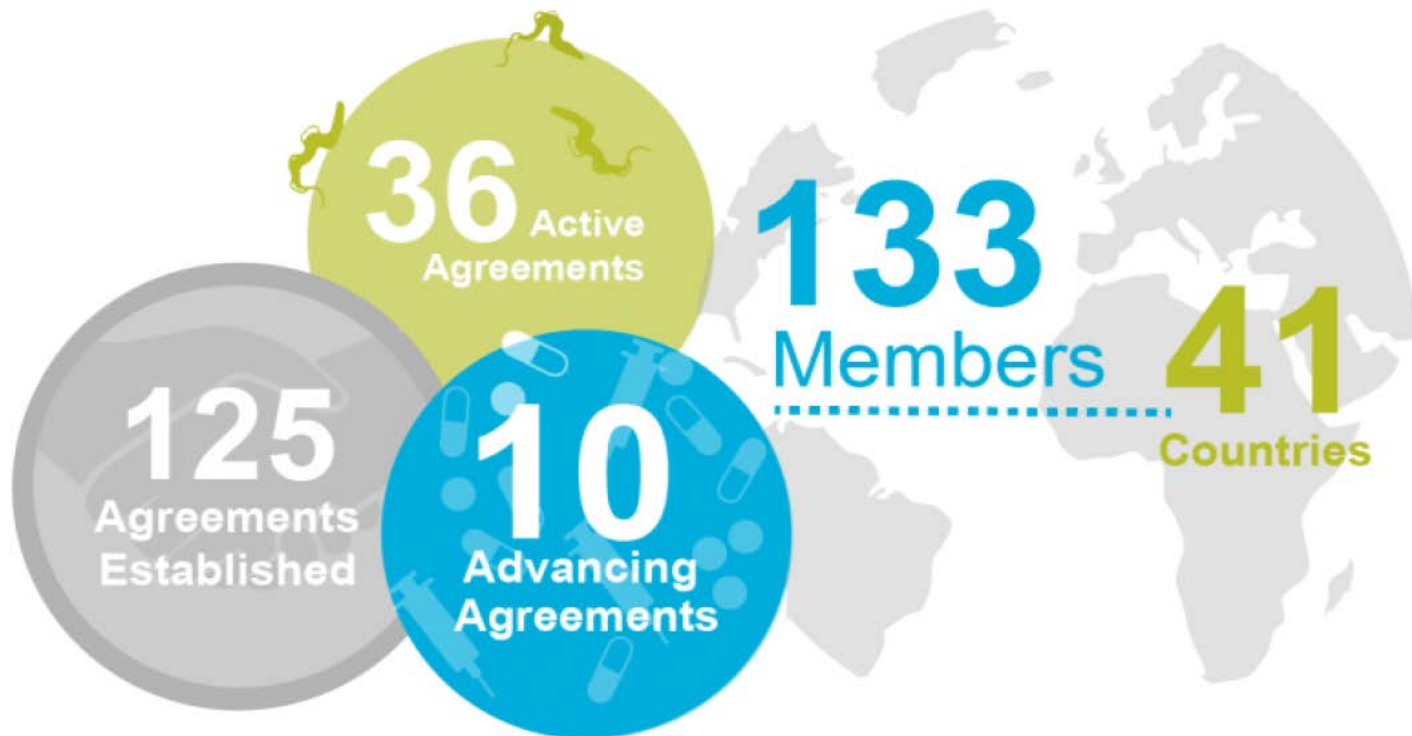 36 Active
Agreements
125
Agreements
Established
10
Advancing
Agreements
133
Members
41
Countries